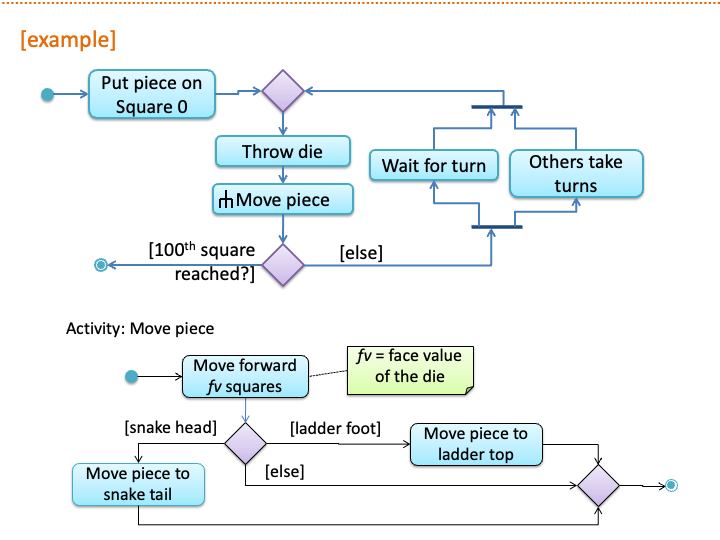 [example]
Put piece on
Square 0
Throw die
Move piece
Wait for turn
Others take
turns
[100th square
reached?]
[else]
Activity: Move piece
Move forward
fv squares
fv = face value
of the die
[snake head]
[ladder foot]
Move piece to
ladder top
[else]
Move piece to
snake tail